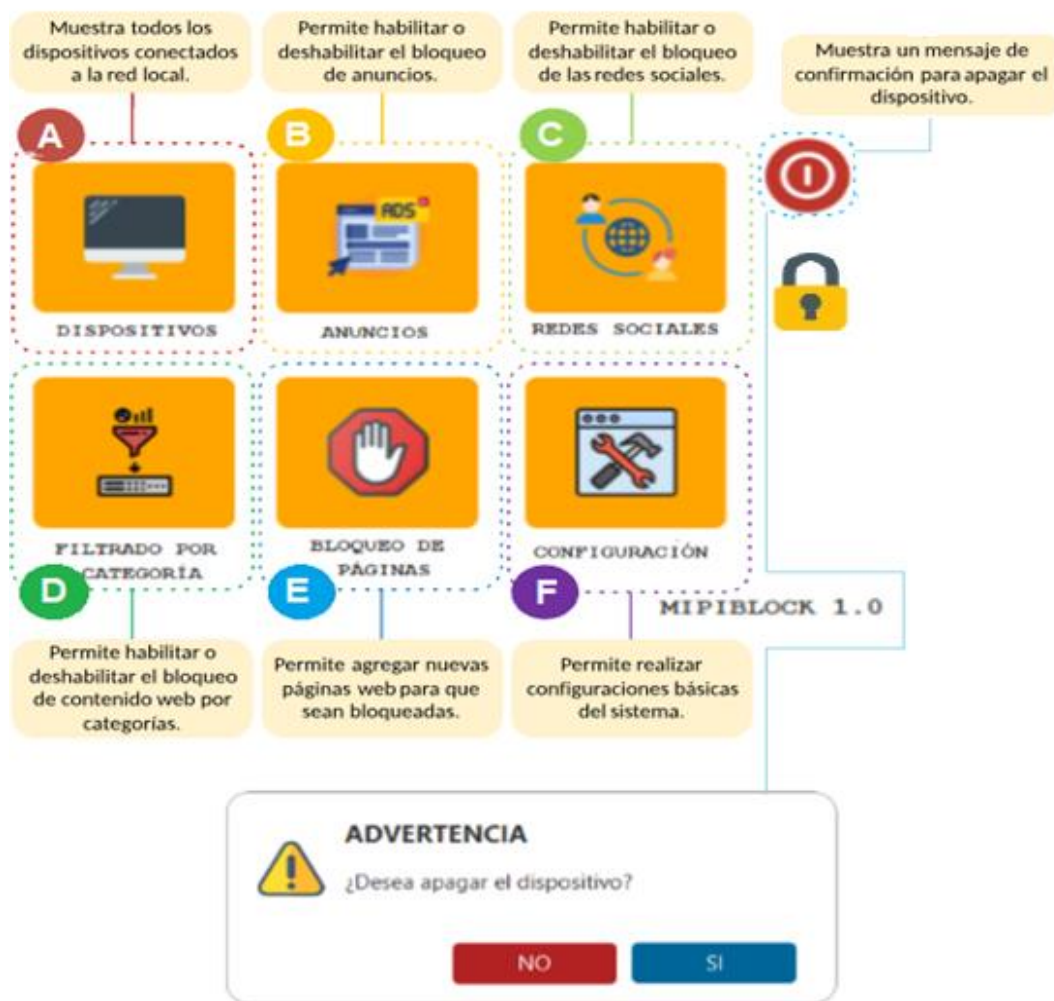 Muestra todos los
dispositivos conectados
a la red local.
Permite habilitar o
deshabilitar el bloqueo
de anuncios.
Permite habilitar o
deshabilitar el bloqueo
de las redes sociales.
Muestra un mensaje de
confirmación para apagar el
dispositivo.
A
B
C
ADS
DISPOSITIVOS
ANUNCIOS
REDES SOCIALES
FILTRADO POR
CATEGORÍA
BLOQUEO DE
PÁGINAS
CONFIGURACIÓN
D
E
F
MIPIBLOCK 1.0
Permite habilitar o
deshabilitar el bloqueo
de contenido web por
categorías.
Permite agregar nuevas
páginas web para que
sean bloqueadas.
Permite realizar
configuraciones básicas
del sistema.
ADVERTENCIA
¿Desea apagar el dispositivo?
NO
SI